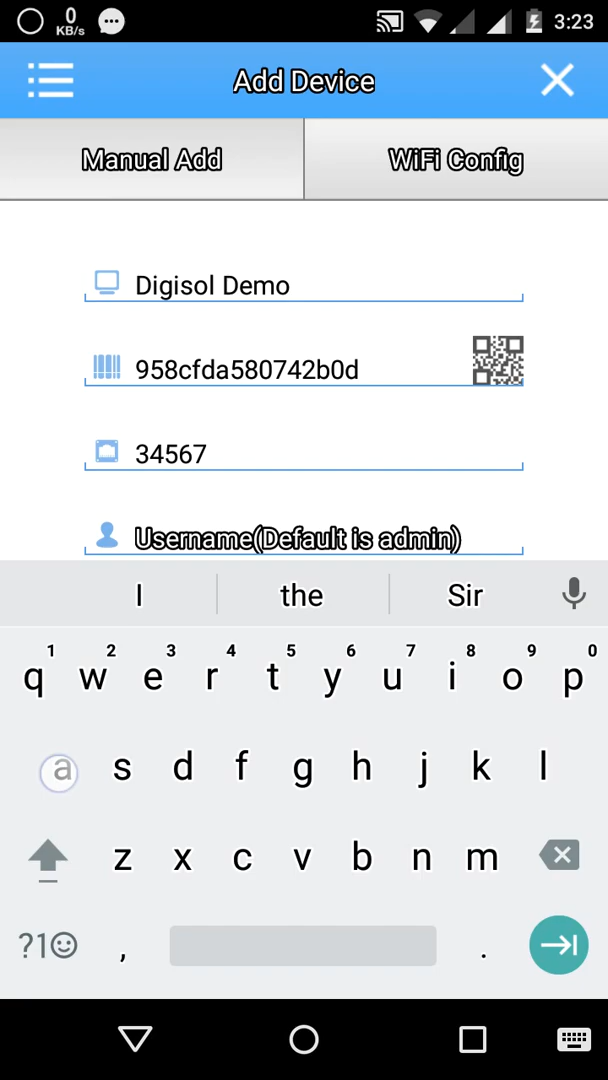 0 KB/s 3:23
Add Device
Manual Add WiFi Config
Digisol Demo
958cfda580742b0d
34567
Username(Default is admin)
I the Sir
1 2 3 4 5 6 7 8 9 0
q w e r t y u i o p
a s d f g h j k l
z x c v b n m
?1☺ , .